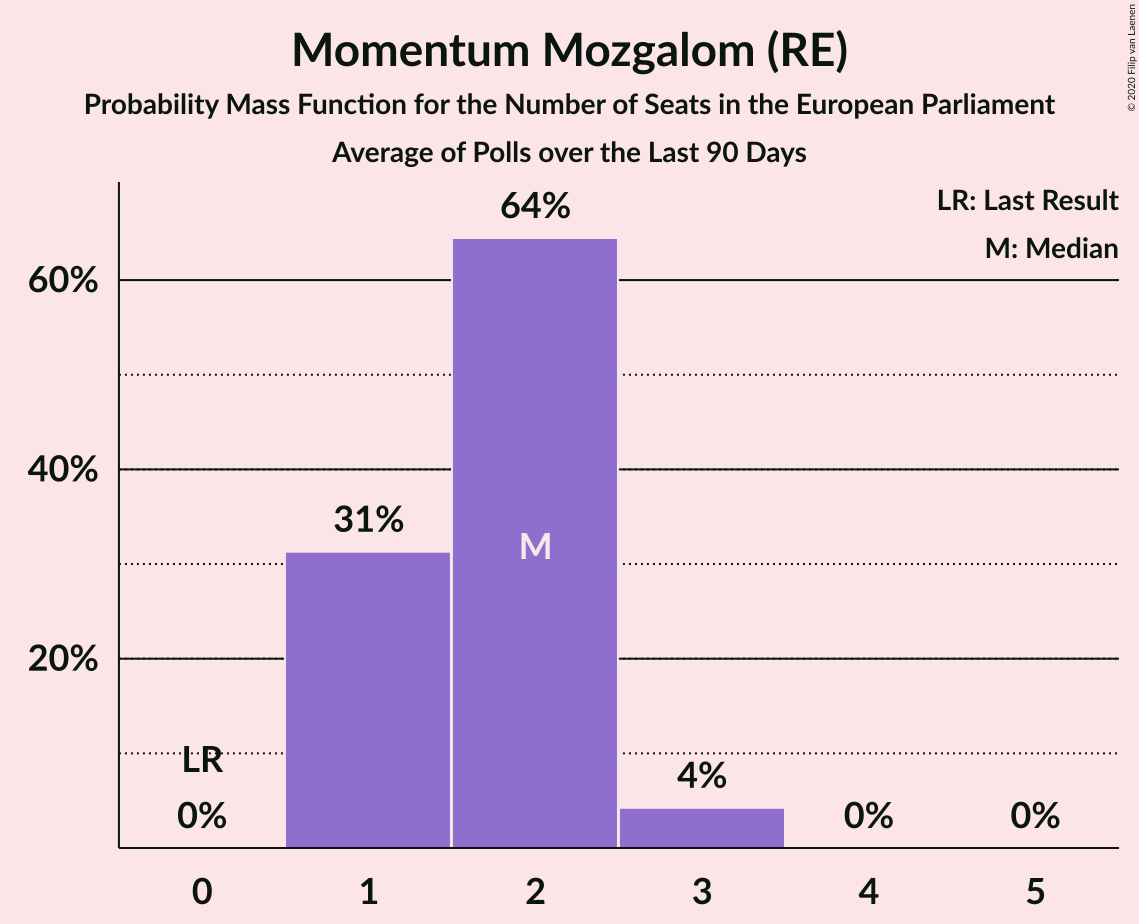 Momentum Mozgalom (RE)
Probability Mass Function for the Number of Seats in the European Parliament
Average of Polls over the Last 90 Days
© 2020 Filip van Laenen
LR: Last Result
M: Median
64%
60%
40%
31%
M
20%
LR
4%
0%
0%
0%
0 1 2 3 4 5